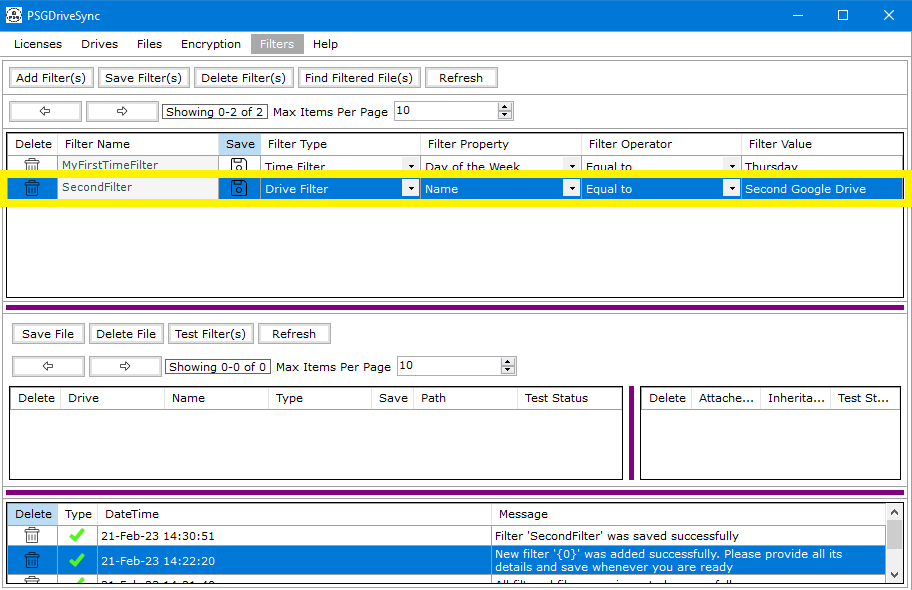 PSGDriveSync
Licenses Drives Files Encryption Filters Help
Add Filter(s) Save Filter(s) Delete Filter(s) Find Filtered File(s) Refresh
Showing 0-2 of 2 Max Items Per Page 10
Delete Filter Name Save Filter Type Filter Property Filter Operator Filter Value
MyFirstTimeFilter Time Filter Day of the Week Equal to Thursday
SecondFilter Drive Filter Name Equal to Second Google Drive
Save File Delete File Test Filter(s) Refresh
Showing 0-0 of 0 Max Items Per Page 10
Delete Drive Name Type Save Path Test Status Delete Attache... Inherita... Test St...
Delete Type DateTime Message
21-Feb-23 14:30:51 Filter 'SecondFilter' was saved successfully
21-Feb-23 14:22:20 New filter '{0}' was added successfully. Please provide all its
details and save whenever you are ready